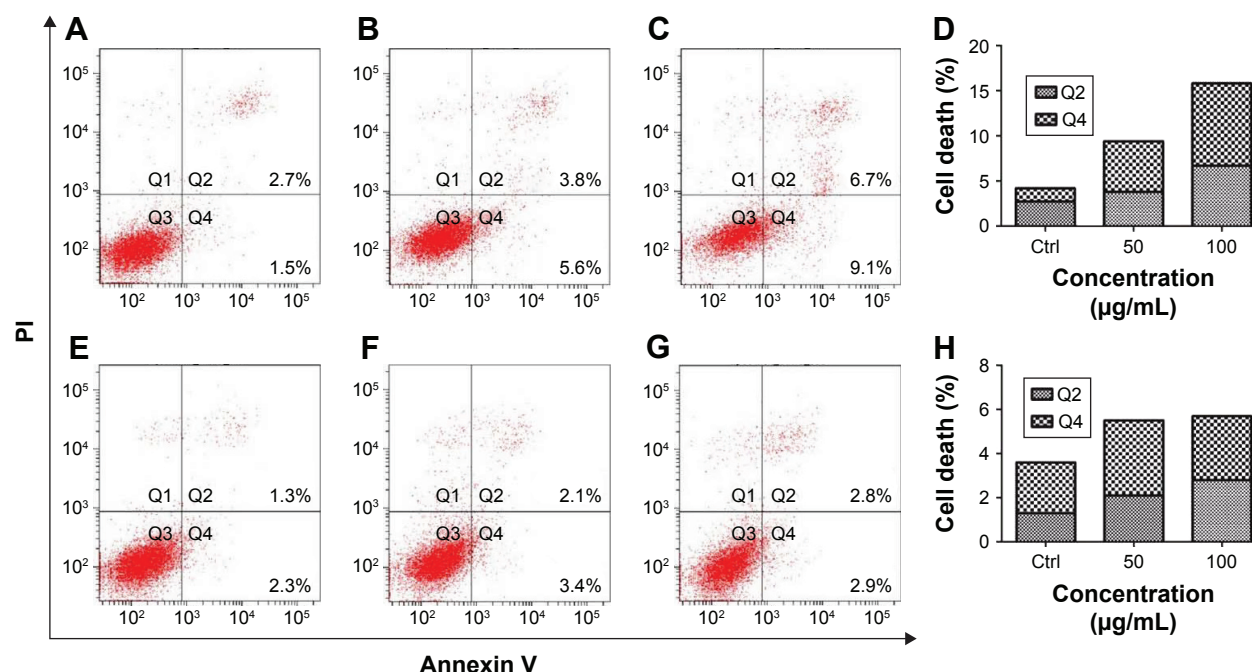 A
10⁵
10⁴
10³
10²
Q1 Q2
2.7%
Q3 Q4
1.5%
10² 10³ 10⁴ 10⁵
B
10⁵
10⁴
10³
10²
Q1 Q2
3.8%
Q3 Q4
5.6%
10² 10³ 10⁴ 10⁵
C
10⁵
10⁴
10³
10²
Q1 Q2
6.7%
Q3 Q4
9.1%
10² 10³ 10⁴ 10⁵
D
Cell death (%)
20
15
10
5
0
Q2
Q4
Ctrl 50 100
Concentration
(µg/mL)
PI
E
10⁵
10⁴
10³
10²
Q1 Q2
1.3%
Q3 Q4
2.3%
10² 10³ 10⁴ 10⁵
F
10⁵
10⁴
10³
10²
Q1 Q2
2.1%
Q3 Q4
3.4%
10² 10³ 10⁴ 10⁵
G
10⁵
10⁴
10³
10²
Q1 Q2
2.8%
Q3 Q4
2.9%
10² 10³ 10⁴ 10⁵
H
Cell death (%)
8
6
4
2
0
Q2
Q4
Ctrl 50 100
Concentration
(µg/mL)
Annexin V